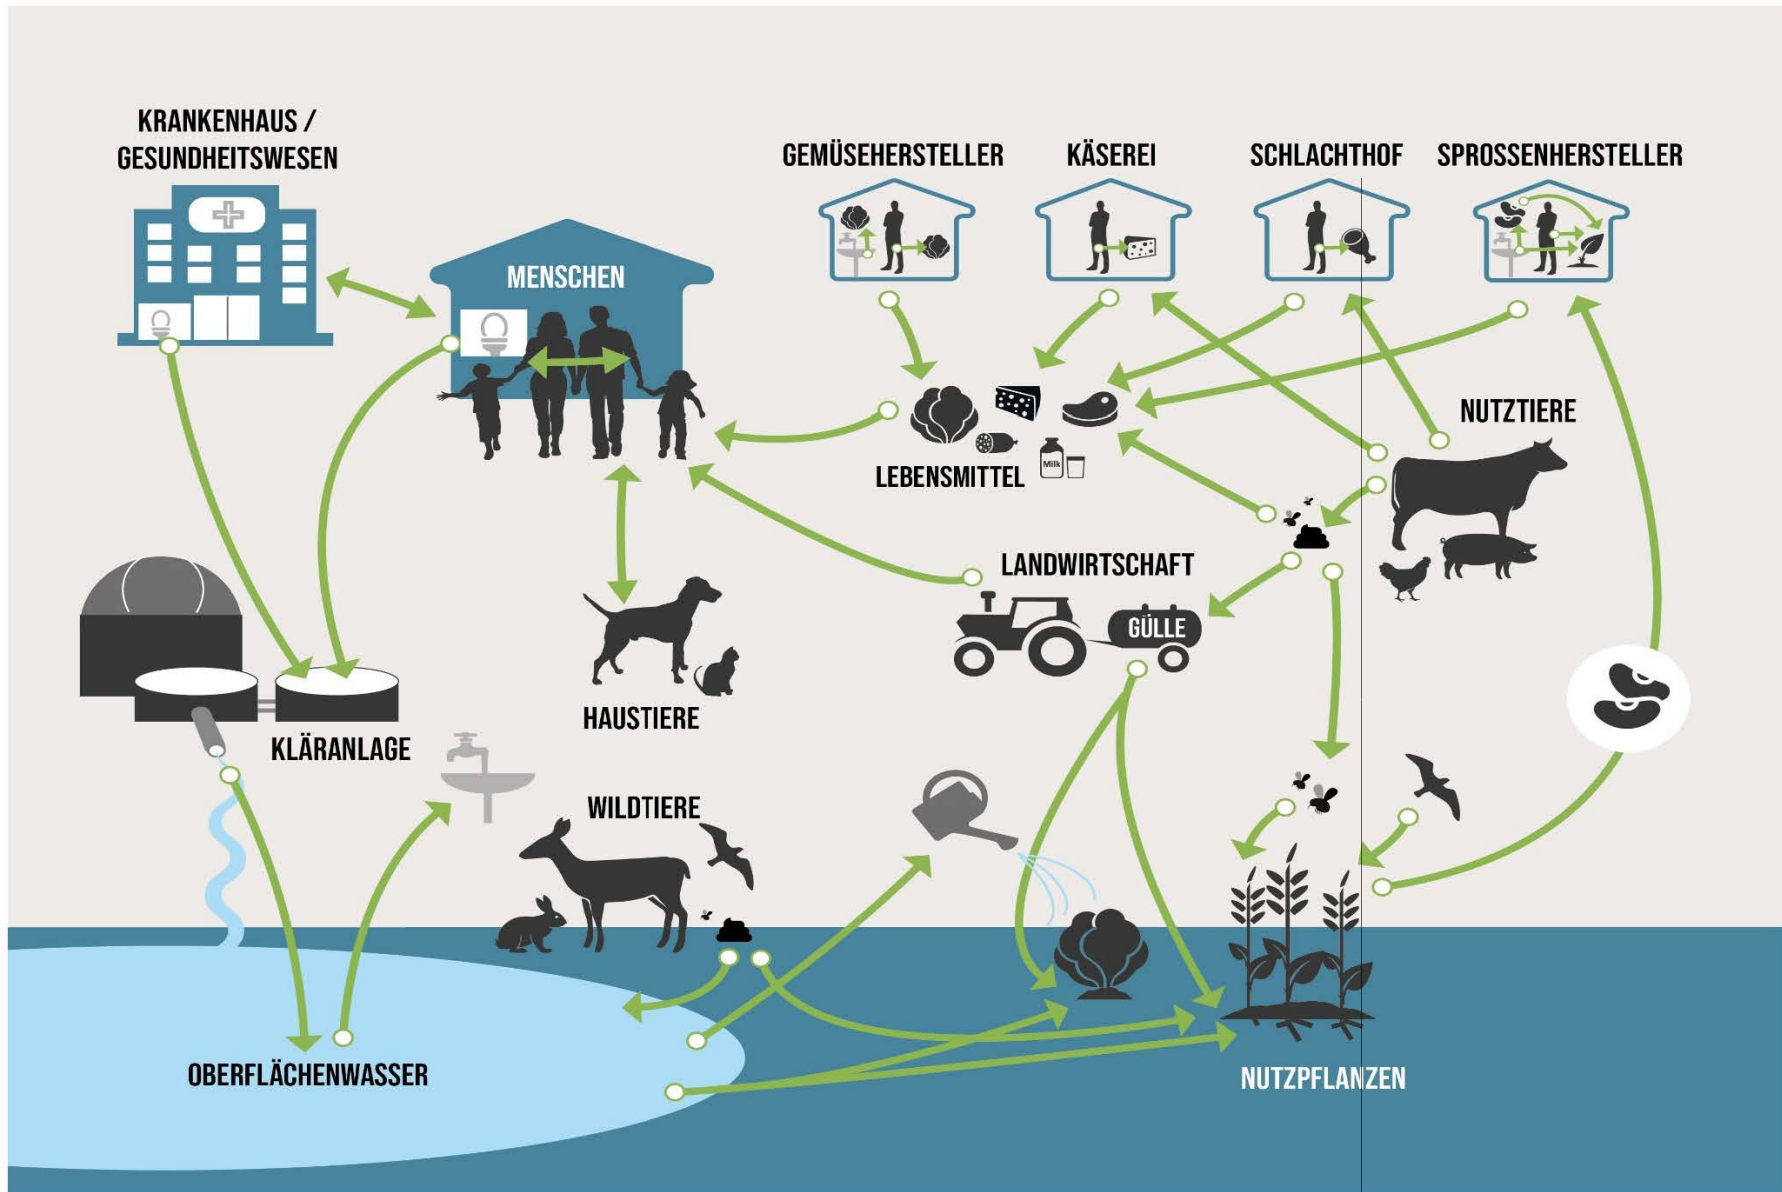 KRANKENHAUS /
GESUNDHEITSWESEN
GEMÜSEHERSTELLER
KÄSEREI
SCHLACHTHOF
SPROSSENHERSTELLER
MENSCHEN
NUTZTIERE
Milk
LEBENSMITTEL
LANDWIRTSCHAFT
GÜLLE
HAUSTIERE
KLÄRANLAGE
WILDTIERE
OBERFLÄCHENWASSER
NUTZPFLANZEN